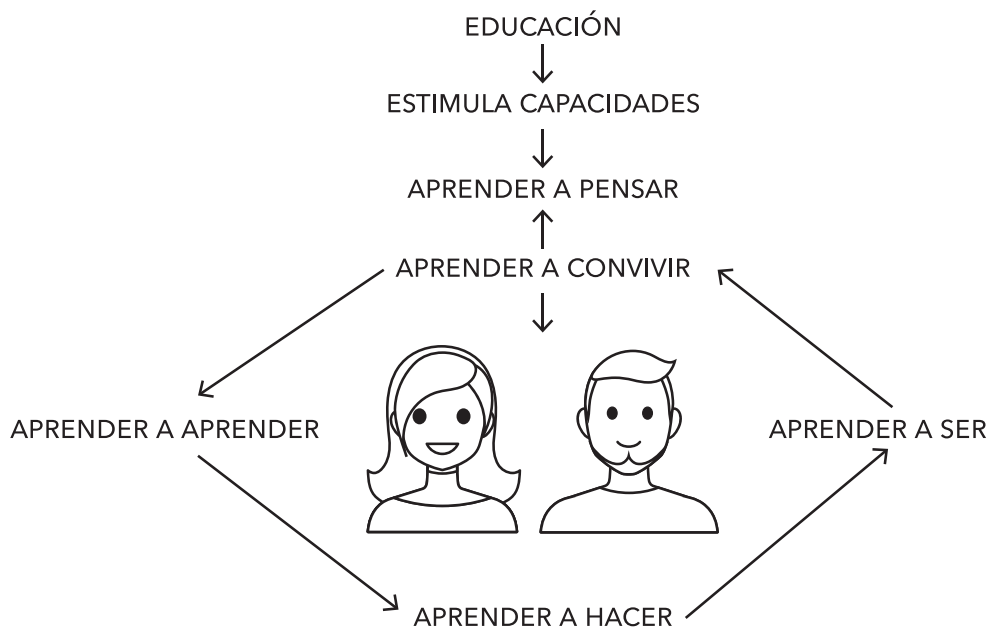 EDUCACIÓN
ESTIMULA CAPACIDADES
APRENDER A PENSAR
APRENDER A CONVIVIR
APRENDER A APRENDER
APRENDER A SER
APRENDER A HACER